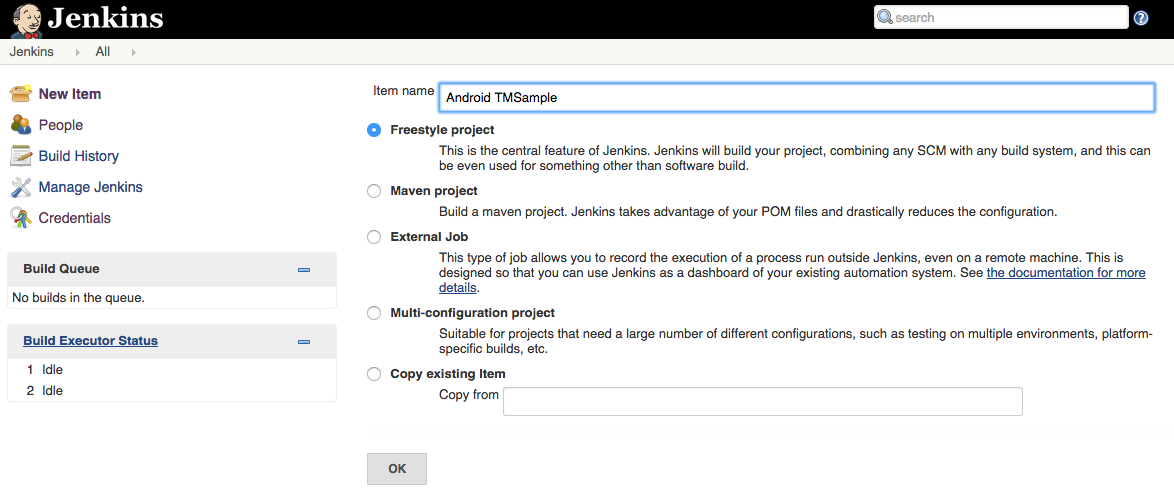 Jenkins
search
Jenkins
All
New Item
People
Build History
Manage Jenkins
Credentials
Build Queue
No builds in the queue.
Build Executor Status
1 Idle
2 Idle
Item name Android TMSample
Freestyle project
This is the central feature of Jenkins. Jenkins will build your project, combining any SCM with any build system, and this can
be even used for something other than software build.
Maven project
Build a maven project. Jenkins takes advantage of your POM files and drastically reduces the configuration.
External Job
This type of job allows you to record the execution of a process run outside Jenkins, even on a remote machine. This is
designed so that you can use Jenkins as a dashboard of your existing automation system. See the documentation for more
details.
Multi-configuration project
Suitable for projects that need a large number of different configurations, such as testing on multiple environments, platform-
specific builds, etc.
Copy existing Item
Copy from
OK